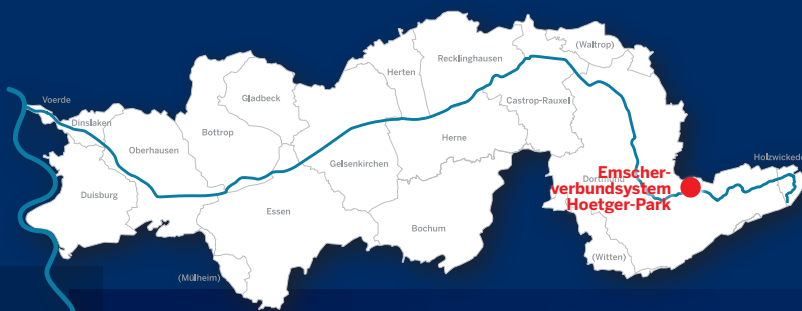 (Waltrop)
Recklinghausen
Herten
Gladbeck
Voerde
Castrop-Rauxel
Dinslaken
Bottrop
Herne
Oberhausen
Holzwickede
Gelsenkirchen
Dortmund
Emscher-
verbundsystem
Hoetger-Park
Duisburg
Essen
Bochum
(Witten)
(Mülheim)